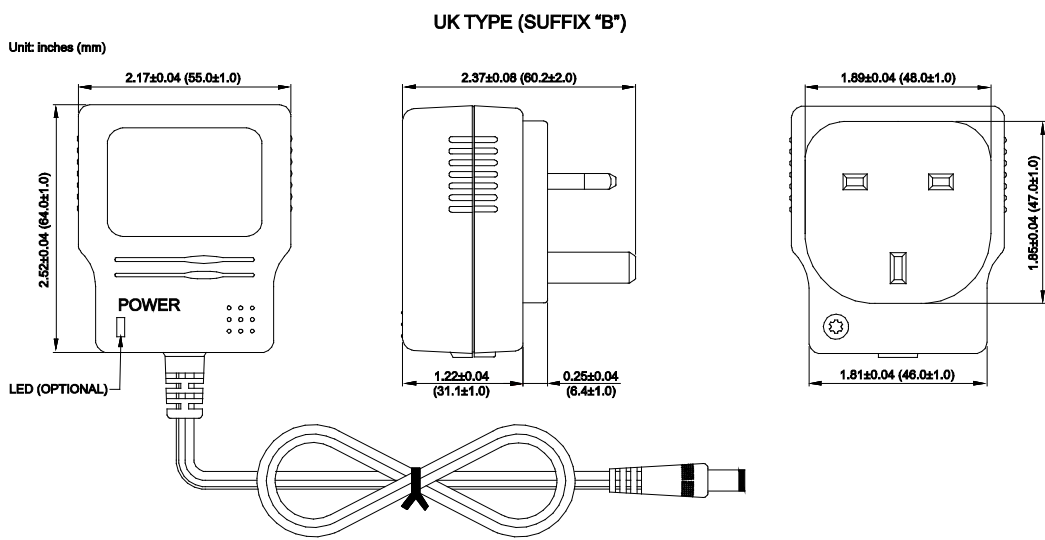 UK TYPE (SUFFIX “B”)
Unit: inches (mm)
2.17±0.04 (55.0±1.0)
2.37±0.08 (60.2±2.0)
1.89±0.04 (48.0±1.0)
2.52±0.04 (64.0±1.0)
1.85±0.04 (47.0±1.0)
POWER
LED (OPTIONAL)
1.22±0.04
(31.1±1.0)
0.25±0.04
(6.4±1.0)
1.81±0.04 (46.0±1.0)